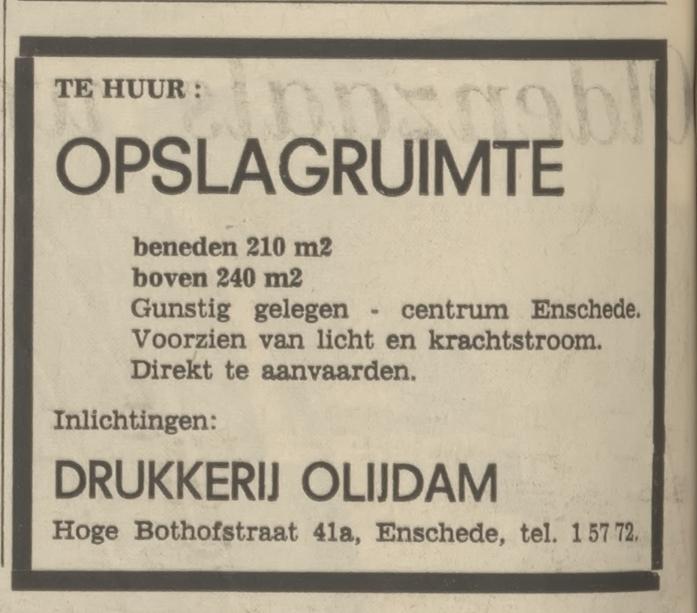 TE HUUR:
OPSLAGRUIMTE
beneden 210 m2
boven 240 m2
Gunstig gelegen - centrum Enschede.
Voorzien van licht en krachtstroom.
Direkt te aanvaarden.
Inlichtingen:
DRUKKERIJ OLIJDAM
Hoge Bothofstraat 41a, Enschede, tel. 1 57 72.